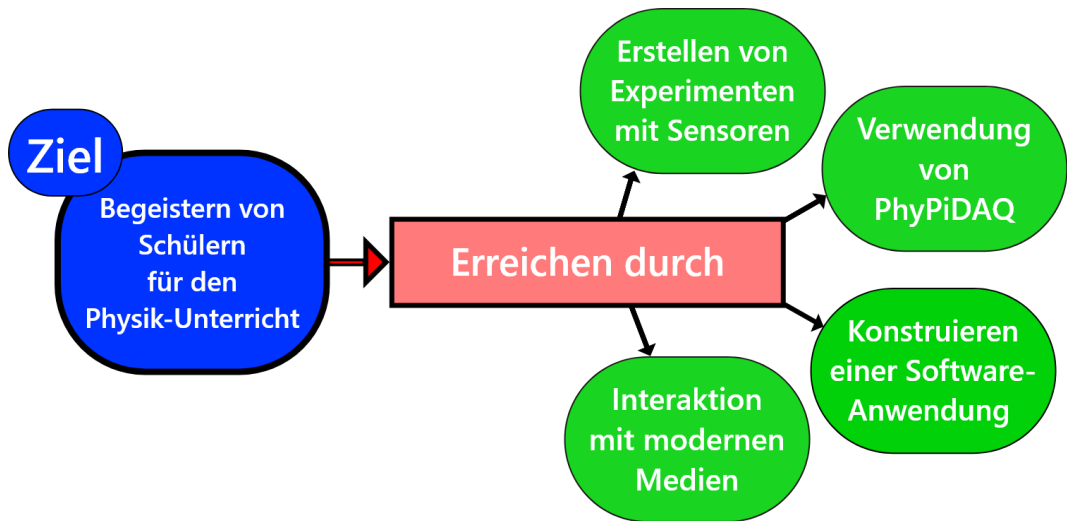 Ziel
Begeistern von
Schülern
für den
Physik-Unterricht
Erreichen durch
Erstellen von
Experimenten
mit Sensoren
Verwendung
von
PhyPiDAQ
Konstruieren
einer Software-
Anwendung
Interaktion
mit modernen
Medien